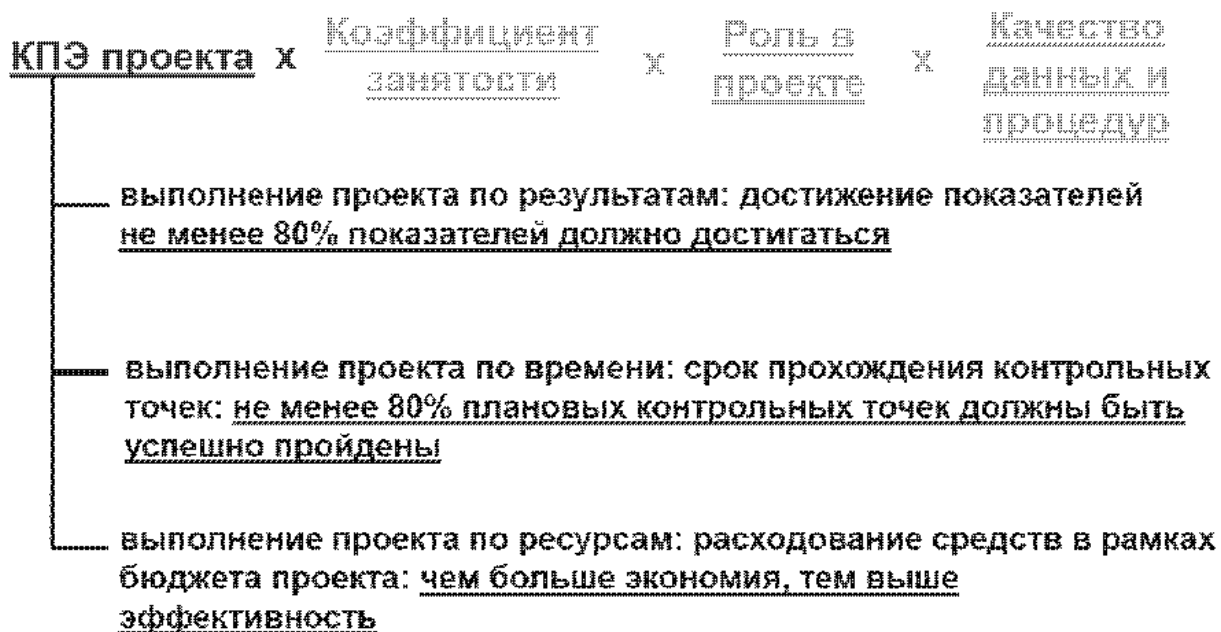 КПЭ проекта х Коэффициент занятости х Роль в проекте х Качество данных и процедур
выполнение проекта по результатам: достижение показателей
не менее 80% показателей должно достигаться
выполнение проекта по времени: срок прохождения контрольных
точек: не менее 80% плановых контрольных точек должны быть
успешно пройдены
выполнение проекта по ресурсам: расходование средств в рамках
бюджета проекта: чем больше экономия, тем выше
эффективность